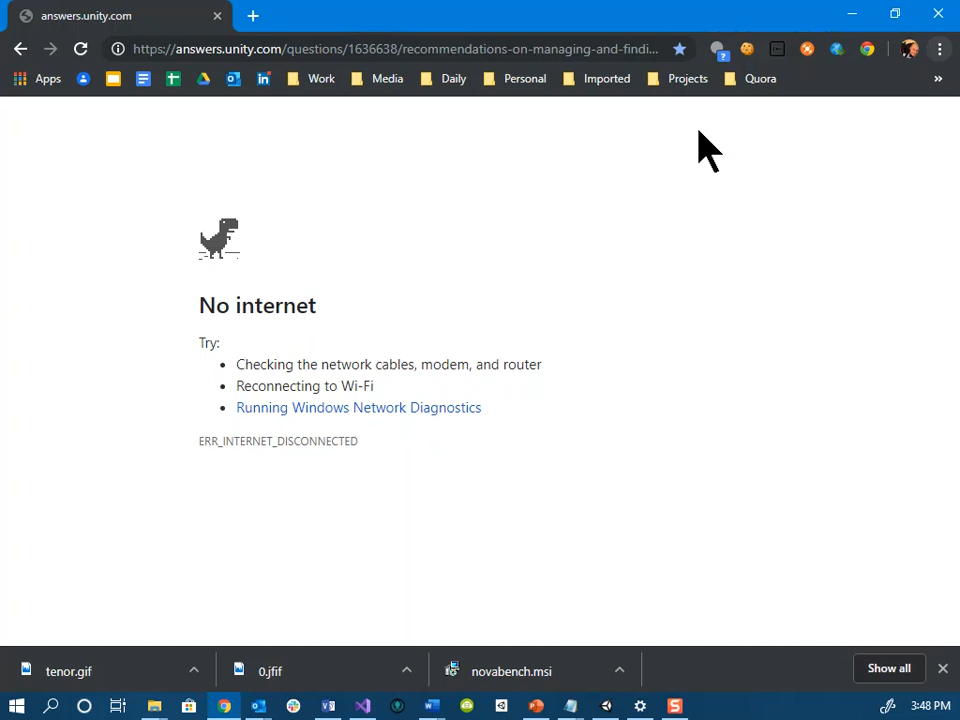 answers.unity.com
https://answers.unity.com/questions/1636638/recommendations-on-managing-and-findi...
Apps
Work
Media
Daily
Personal
Imported
Projects
Quora
No internet
Try:
Checking the network cables, modem, and router
Reconnecting to Wi-Fi
Running Windows Network Diagnostics
ERR_INTERNET_DISCONNECTED
tenor.gif
0.jfif
novabench.msi
Show all
3:48 PM